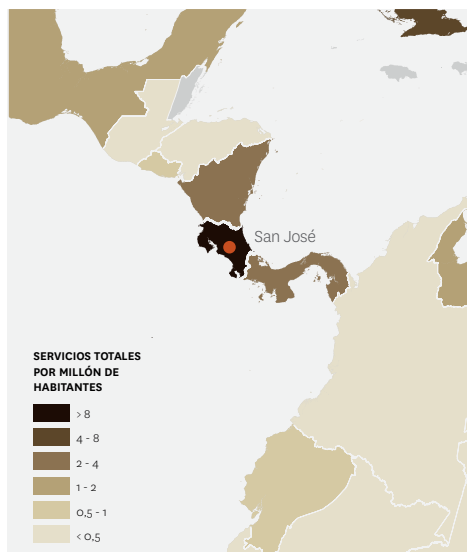 San José
SERVICIOS TOTALES
POR MILLÓN DE
HABITANTES
> 8
4 - 8
2 - 4
1 - 2
0,5 - 1
< 0,5